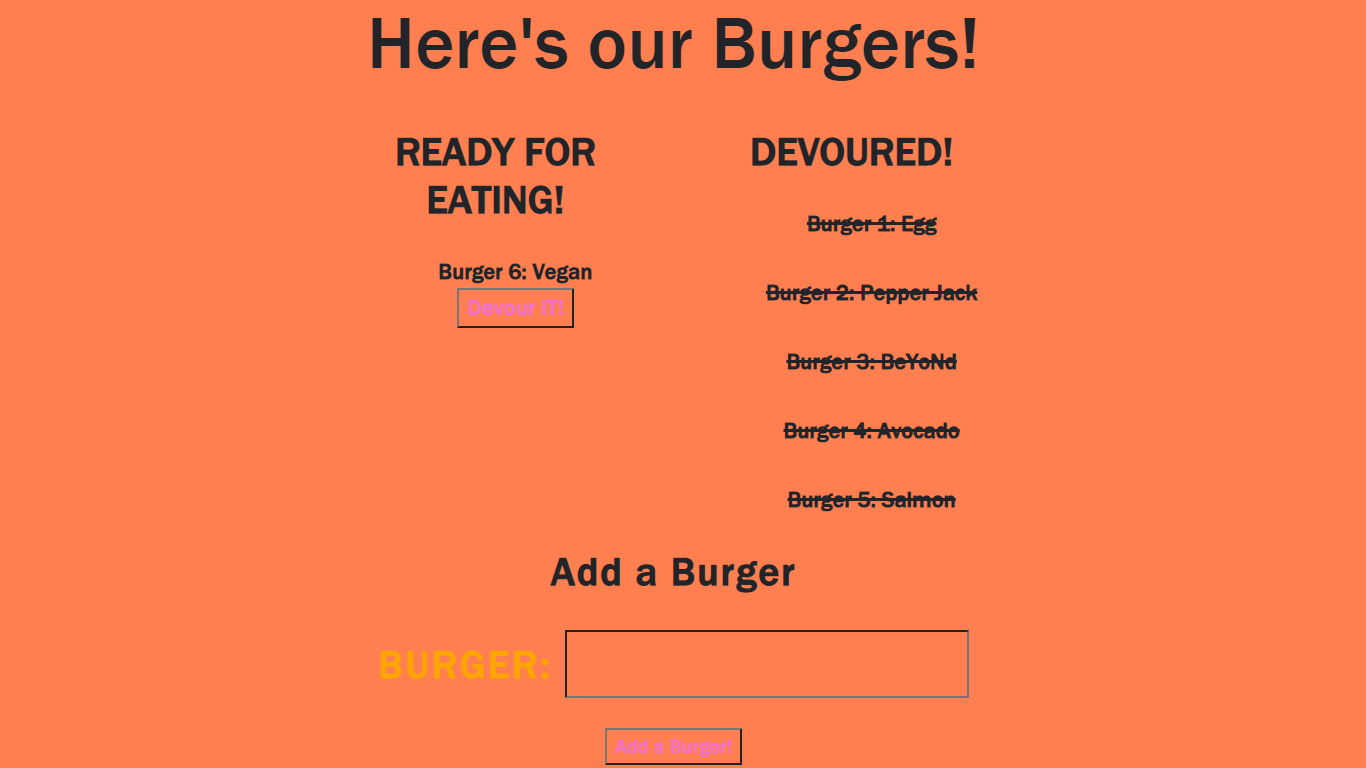 Here's our Burgers!
READY FOR
EATING!
Burger 6: Vegan
Devour IT!
DEVOURED!
Burger 1: Egg
Burger 2: Pepper Jack
Burger 3: BeYoNd
Burger 4: Avocado
Burger 5: Salmon
Add a Burger
BURGER:
Add a Burger!